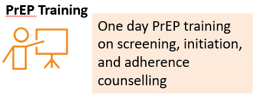 PrEP Training
One day PrEP training
on screening, initiation,
and adherence
counselling